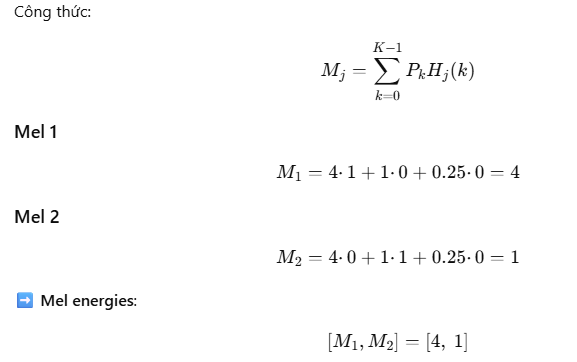 Công thức:
M_j = \sum_{k=0}^{K-1} P_k H_j(k)
Mel 1
M_1 = 4 \cdot 1 + 1 \cdot 0 + 0.25 \cdot 0 = 4
Mel 2
M_2 = 4 \cdot 0 + 1 \cdot 1 + 0.25 \cdot 0 = 1
➡️ Mel energies:
[M_1, M_2] = [4, 1]